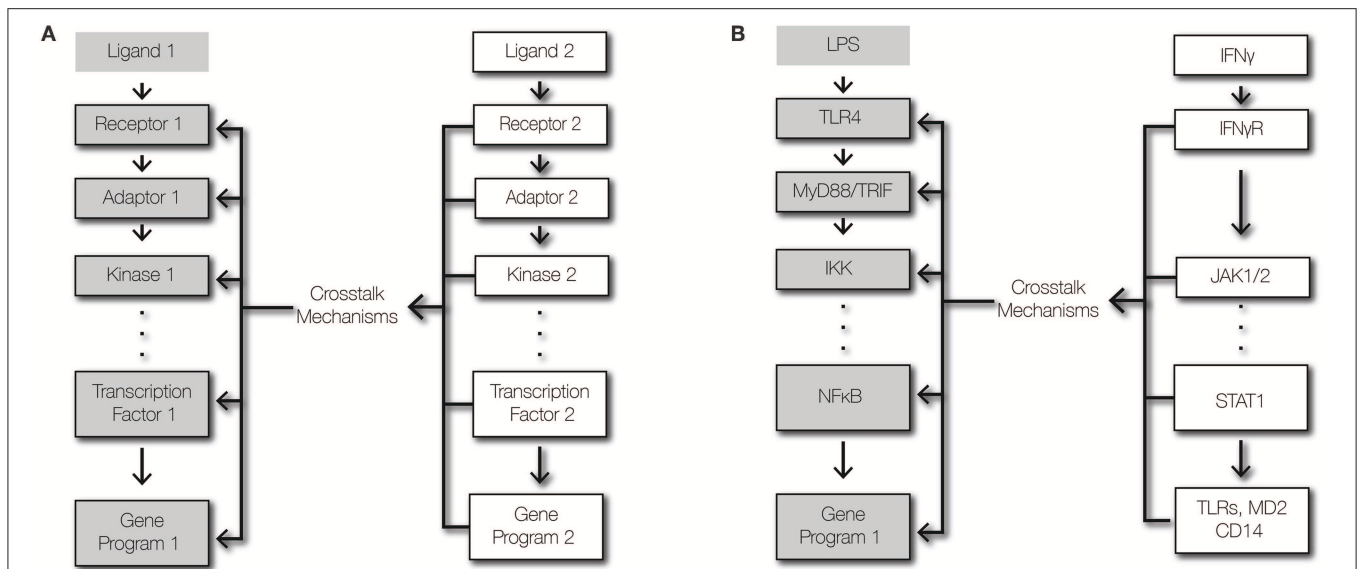 A
Ligand 1
Receptor 1
Adaptor 1
Kinase 1
Transcription
Factor 1
Gene
Program 1
Crosstalk
Mechanisms
Ligand 2
Receptor 2
Adaptor 2
Kinase 2
Transcription
Factor 2
Gene
Program 2
B
LPS
TLR4
MyD88/TRIF
IKK
NFκB
Gene
Program 1
Crosstalk
Mechanisms
IFNγ
IFNγR
JAK1/2
STAT1
TLRs, MD2
CD14